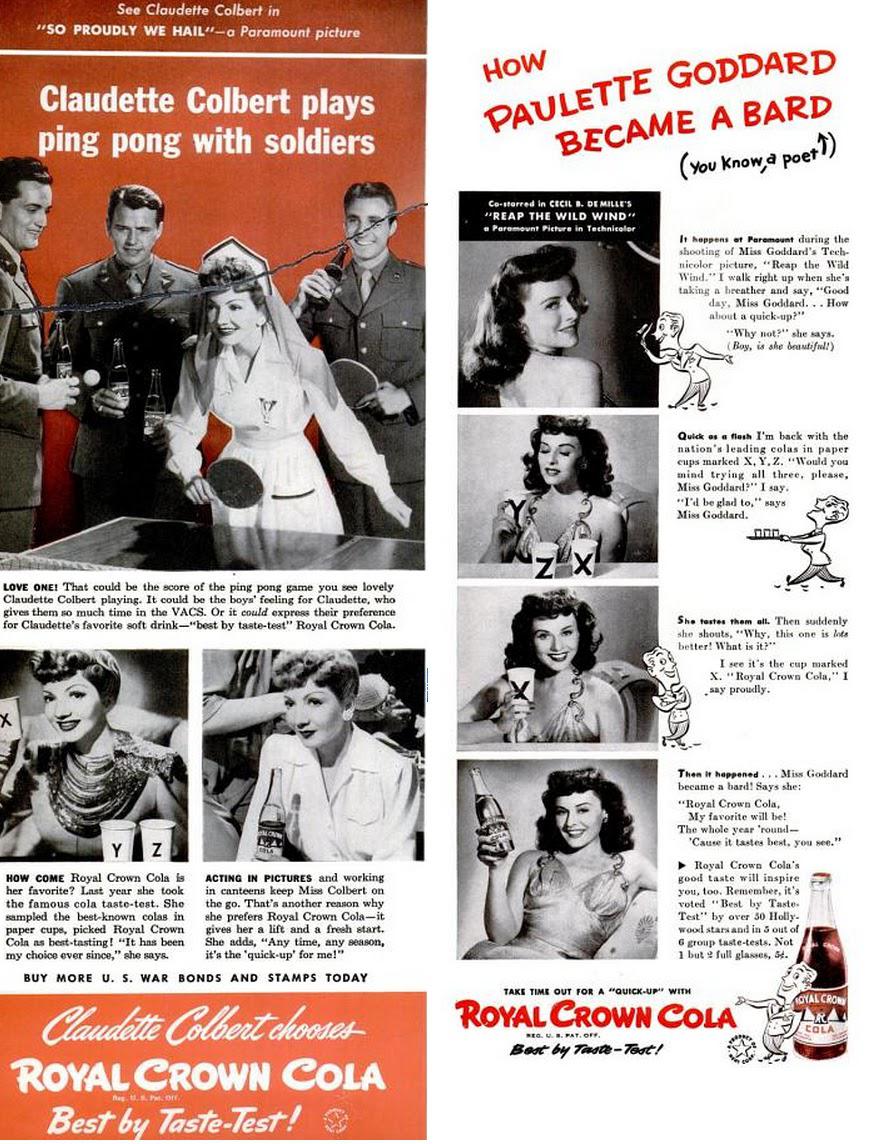 See Claudette Colbert in
"SO PROUDLY WE HAIL"—a Paramount picture
Claudette Colbert plays
ping pong with soldiers
LOVE ONE! That could be the score of the ping pong game you see lovely
Claudette Colbert playing. It could be the boys' feeling for Claudette, who
gives them so much time in the VACS. Or it could express their preference
for Claudette's favorite soft drink—"best by taste-test" Royal Crown Cola.
X
Y Z
ROYAL CROWN
HOW COME Royal Crown Cola is
her favorite? Last year she took
the famous cola taste-test. She
sampled the best-known colas in
paper cups, picked Royal Crown
Cola as best-tasting! "It has been
my choice ever since," she says.
ACTING IN PICTURES and working
in canteens keep Miss Colbert on
the go. That's another reason why
she prefers Royal Crown Cola—it
gives her a lift and a fresh start.
She adds, "Any time, any season,
it's the 'quick-up' for me!"
BUY MORE U. S. WAR BONDS AND STAMPS TODAY
Claudette Colbert chooses
ROYAL CROWN COLA
Reg. U. S. Pat. Off.
Best by Taste-Test!
HOW
PAULETTE GODDARD
BECAME A BARD
(You know, a poet)
Co-starred in CECIL B. DE MILLE'S
"REAP THE WILD WIND"
a Paramount Picture in Technicolor
It happens at Paramount during the
shooting of Miss Goddard's Tech-
nicolor picture, "Reap the Wild
Wind." I walk right up when she's
taking a breather and say, "Good
day, Miss Goddard. . . How
about a quick-up?"
"Why not?" she says.
(Boy, is she beautiful!)
Y
Z X
Quick as a flash I'm back with the
nation's leading colas in paper
cups marked X, Y, Z. "Would you
mind trying all three, please,
Miss Goddard?" I say.
"I'd be glad to," says
Miss Goddard.
X
She tastes them all. Then suddenly
she shouts, "Why, this one is lots
better! What is it?"
I see it's the cup marked
X. "Royal Crown Cola," I
say proudly.
Then it happened . . . Miss Goddard
became a bard! Says she:
"Royal Crown Cola,
My favorite will be!
The whole year 'round—
'Cause it tastes best, you see."
► Royal Crown Cola's
good taste will inspire
you, too. Remember, it's
voted "Best by Taste-
Test" by over 50 Holly-
wood stars and in 5 out of
6 group taste-tests. Not
1 but 2 full glasses, 5¢.
TAKE TIME OUT FOR A "QUICK-UP" WITH
ROYAL CROWN COLA
REG. U. S. PAT. OFF.
Best by Taste-Test!
ROYAL CROWN
RC
COLA